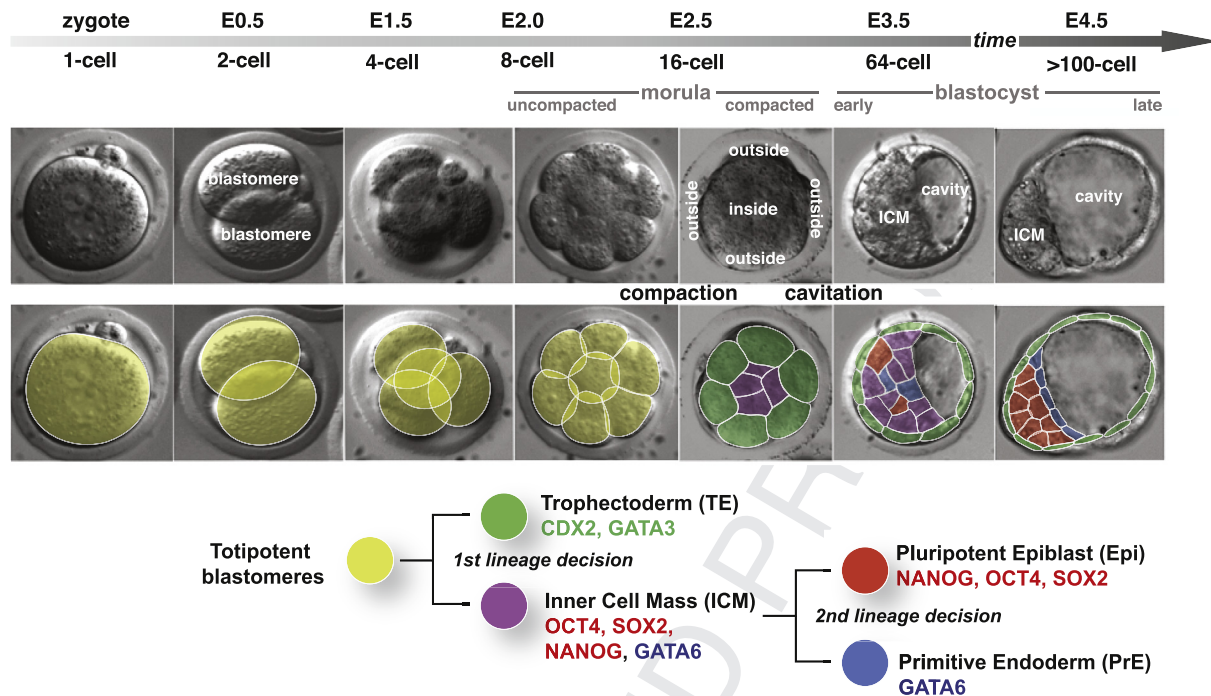 zygote E0.5 E1.5 E2.0 E2.5 E3.5 E4.5
time
1-cell 2-cell 4-cell 8-cell 16-cell 64-cell >100-cell
morula blastocyst
uncompacted compacted early late
blastomere
blastomere
outside
outside
inside
outside
outside
ICM
cavity
ICM
cavity
compaction cavitation
Totipotent
blastomeres
Trophectoderm (TE)
CDX2, GATA3
1st lineage decision
Inner Cell Mass (ICM)
OCT4, SOX2,
NANOG, GATA6
Pluripotent Epiblast (Epi)
NANOG, OCT4, SOX2
2nd lineage decision
Primitive Endoderm (PrE)
GATA6